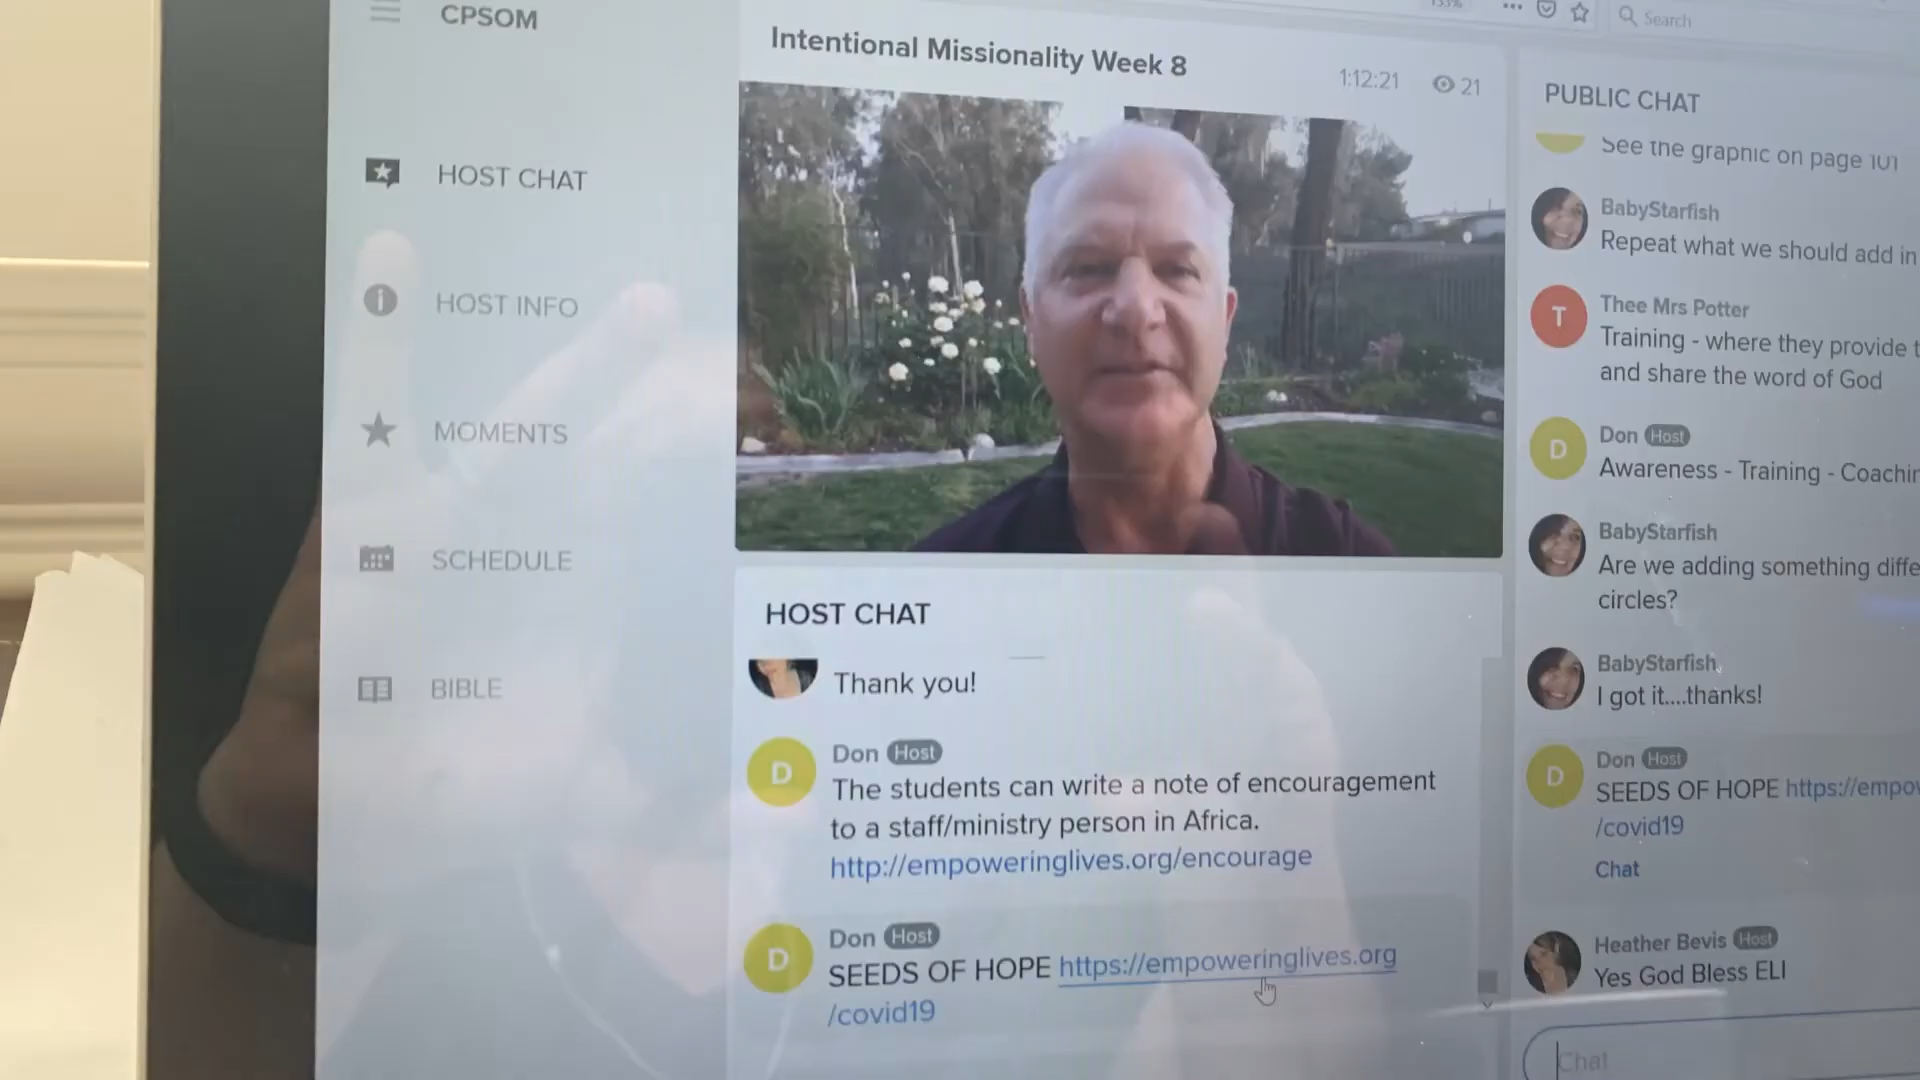 CPSOM
HOST CHAT
HOST INFO
MOMENTS
SCHEDULE
BIBLE
133%
Search
Intentional Missionality Week 8
1:12:21
21
HOST CHAT
Thank you!
D
Don Host
The students can write a note of encouragement
to a staff/ministry person in Africa.
http://empoweringlives.org/encourage
D
Don Host
SEEDS OF HOPE https://empoweringlives.org
/covid19
PUBLIC CHAT
See the graphic on page 101
BabyStarfish
Repeat what we should add in
T
Thee Mrs Potter
Training - where they provide t
and share the word of God
D
Don Host
Awareness - Training - Coachin
BabyStarfish
Are we adding something diffe
circles?
BabyStarfish
I got it....thanks!
D
Don Host
SEEDS OF HOPE https://empow
/covid19
Chat
Heather Bevis Host
Yes God Bless ELI
Chat